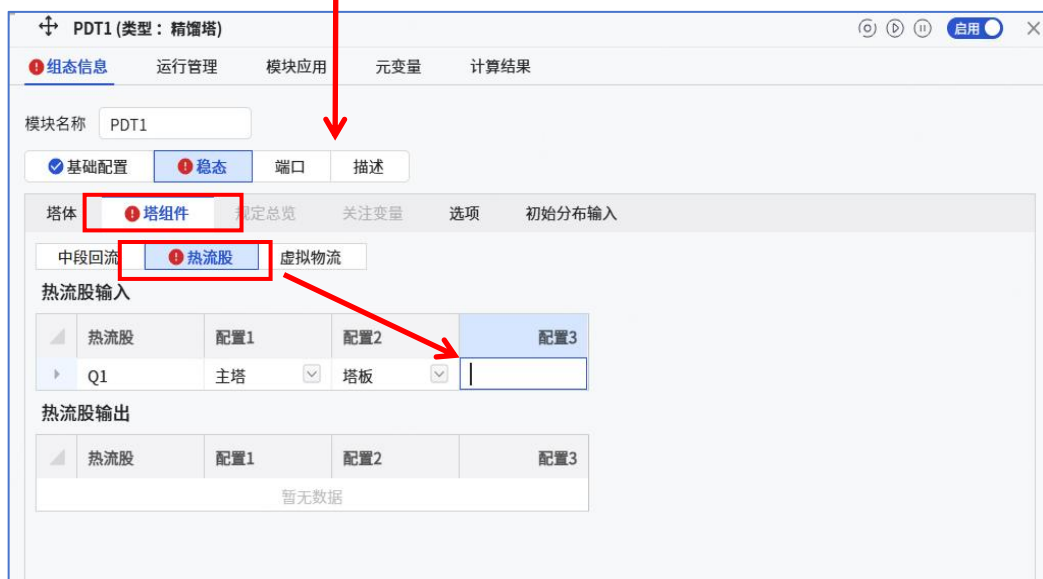 PDT1 (类型： 精馏塔) 启用
组态信息 运行管理 模块应用 元变量 计算结果
模块名称 PDT1
基础配置 稳态 端口 描述
塔体 塔组件 规定总览 关注变量 选项 初始分布输入
中段回流 热流股 虚拟物流
热流股输入
热流股 配置1 配置2 配置3
Q1 主塔 塔板
热流股输出
热流股 配置1 配置2 配置3
暂无数据